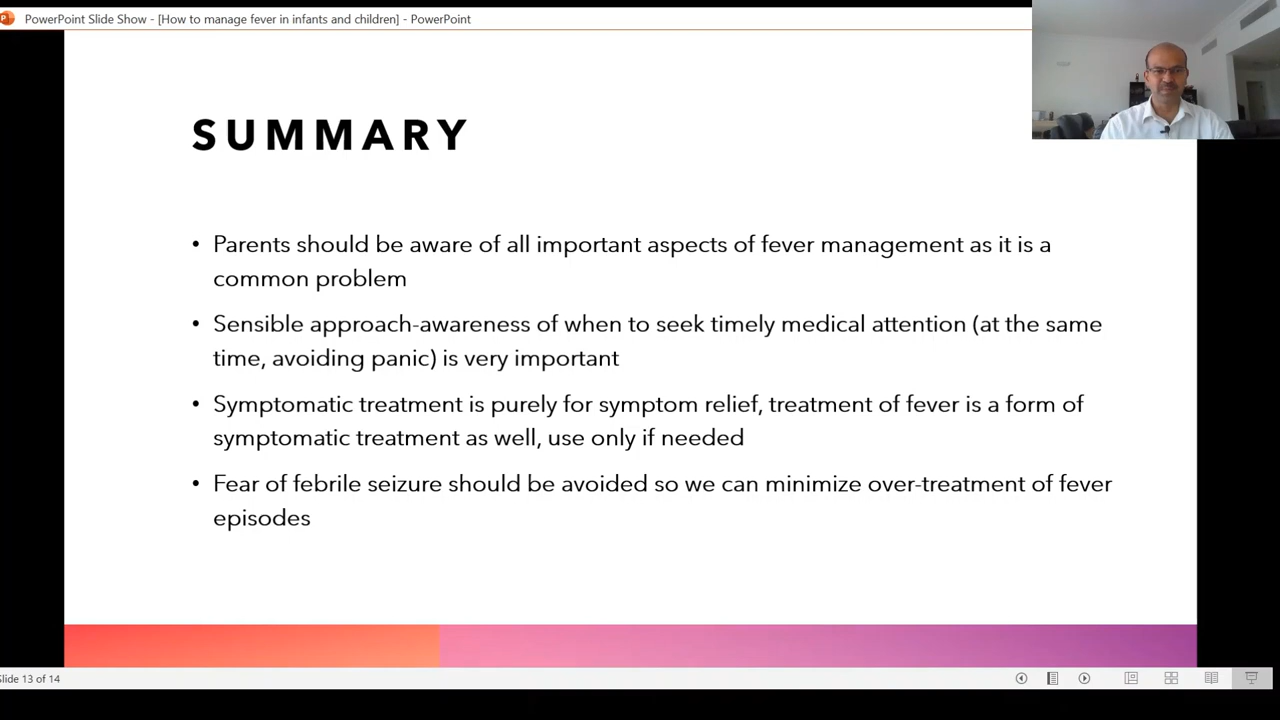 PowerPoint Slide Show - [How to manage fever in infants and children] - PowerPoint
SUMMARY
• Parents should be aware of all important aspects of fever management as it is a
common problem
• Sensible approach-awareness of when to seek timely medical attention (at the same
time, avoiding panic) is very important
• Symptomatic treatment is purely for symptom relief, treatment of fever is a form of
symptomatic treatment as well, use only if needed
• Fear of febrile seizure should be avoided so we can minimize over-treatment of fever
episodes
Slide 13 of 14